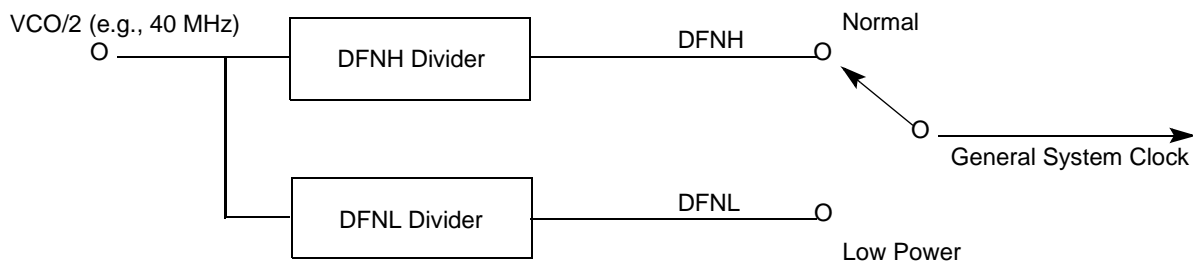 VCO/2 (e.g., 40 MHz)
O
DFNH Divider
DFNH
Normal
O
O
General System Clock
DFNL Divider
DFNL
O
Low Power